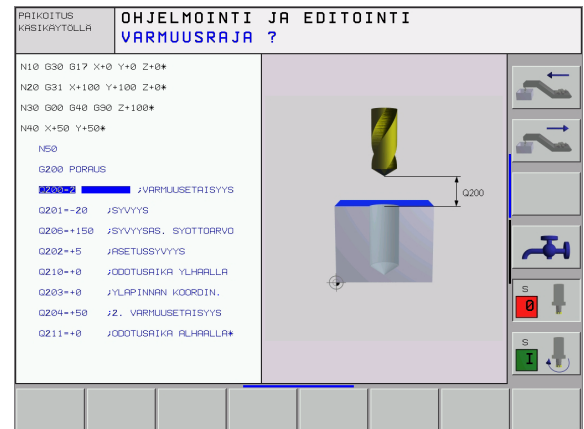 PAIKOITUS
KÄSIKÄYTÖLLÄ
OHJELMOINTI JA EDITOINTI
VARMUUSRAJA ?
N10 G30 G17 X+0 Y+0 Z+0*
N20 G31 X+100 Y+100 Z+0*
N30 G00 G40 G90 Z+100*
N40 X+50 Y+50*
N50
G200 PORAUS
Q200=2 ;VARMUUSETAISYYS
Q201=-20 ;SYVYYS
Q206=+150 ;SYVYYSAS. SYOTTOARVO
Q202=+5 ;ASETUSSYVYYS
Q210=+0 ;ODOTUSAIKA YLHAALLA
Q203=+0 ;YLAPINNAN KOORDIN.
Q204=+50 ;2. VARMUUSETAISYYS
Q211=+0 ;ODOTUSAIKA ALHAALLA*
Q200
S
0
S
I